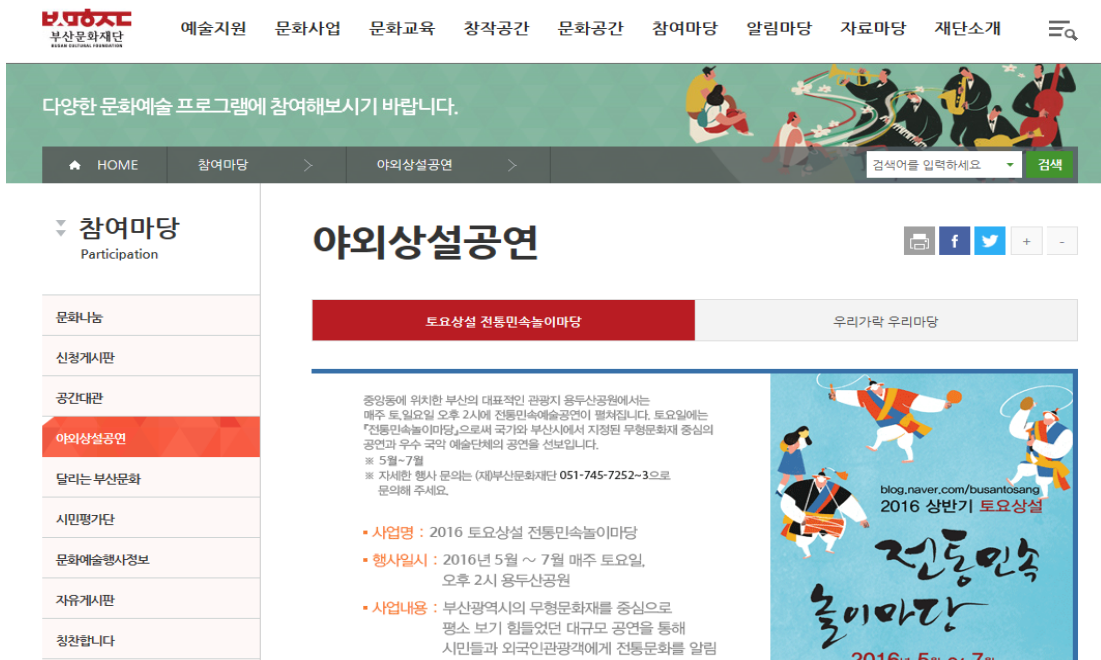 부산문화재단
BUSAN CULTURAL FOUNDATION
예술지원 문화사업 문화교육 창작공간 문화공간 참여마당 알림마당 자료마당 재단소개
다양한 문화예술 프로그램에 참여해보시기 바랍니다.
HOME 참여마당 > 야외상설공연 >
검색어를 입력하세요 검색
참여마당
Participation
문화나눔
신청게시판
공간대관
야외상설공연
달리는 부산문화
시민평가단
문화예술행사정보
자유게시판
칭찬합니다
야외상설공연
f + -
토요상설 전통민속놀이마당 우리가락 우리마당
중앙동에 위치한 부산의 대표적인 관광지 용두산공원에서는
매주 토,일요일 오후 2시에 전통민속예술공연이 펼쳐집니다. 토요일에는
『전통민속놀이마당』으로써 국가와 부산시에서 지정된 무형문화재 중심의
공연과 우수 국악 예술단체의 공연을 선보입니다.
※ 5월~7월
※ 자세한 행사 문의는 (재)부산문화재단 051-745-7252~3으로
문의해 주세요.
▪ 사업명 : 2016 토요상설 전통민속놀이마당
▪ 행사일시 : 2016년 5월 ~ 7월 매주 토요일,
오후 2시 용두산공원
▪ 사업내용 : 부산광역시의 무형문화재를 중심으로
평소 보기 힘들었던 대규모 공연을 통해
시민들과 외국인관광객에게 전통문화를 알림
blog.naver.com/busantosang
2016 상반기 토요상설
전통민속
놀이마당
2016년 5월 7월